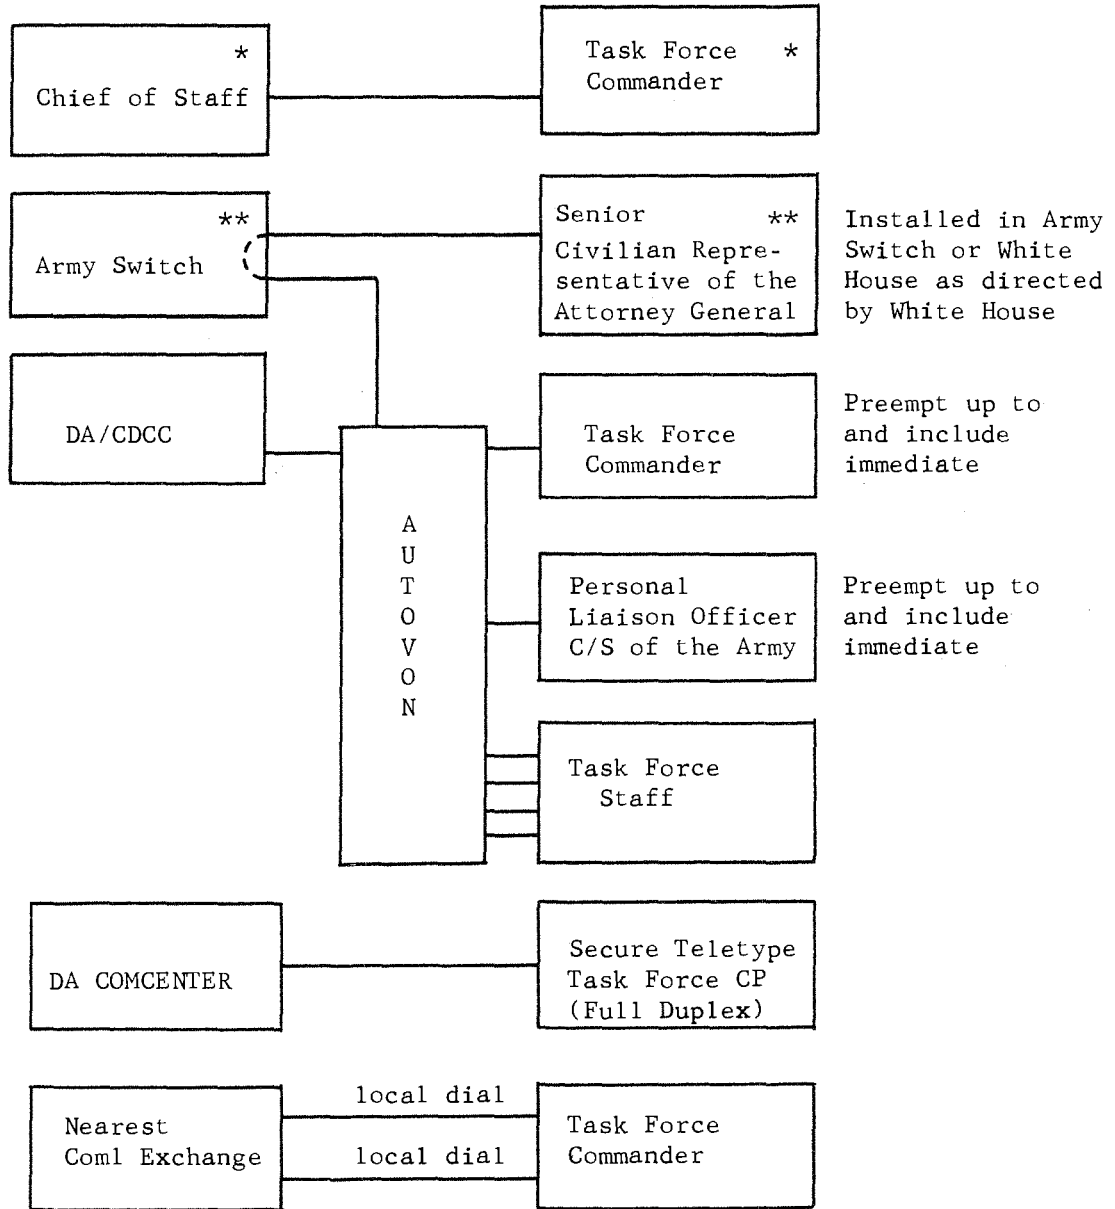 *
Chief of Staff
Task Force *
Commander
**
Army Switch
Senior **
Civilian Repre-
sentative of the
Attorney General
Installed in Army
Switch or White
House as directed
by White House
DA/CDCC
AUTOVON
Task Force
Commander
Preempt up to
and include
immediate
Personal
Liaison Officer
C/S of the Army
Preempt up to
and include
immediate
Task Force
Staff
DA COMCENTER
Secure Teletype
Task Force CP
(Full Duplex)
Nearest
Coml Exchange
local dial
local dial
Task Force
Commander